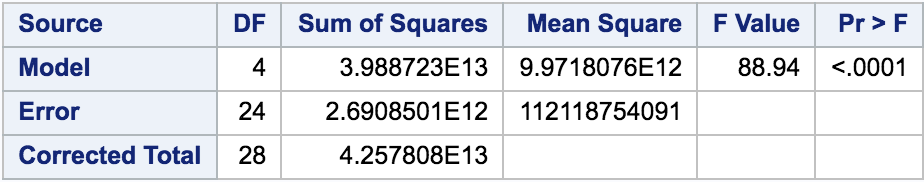 Source DF Sum of Squares Mean Square F Value Pr > F
Model 4 3.988723E13 9.9718076E12 88.94 <.0001
Error 24 2.6908501E12 112118754091
Corrected Total 28 4.257808E13